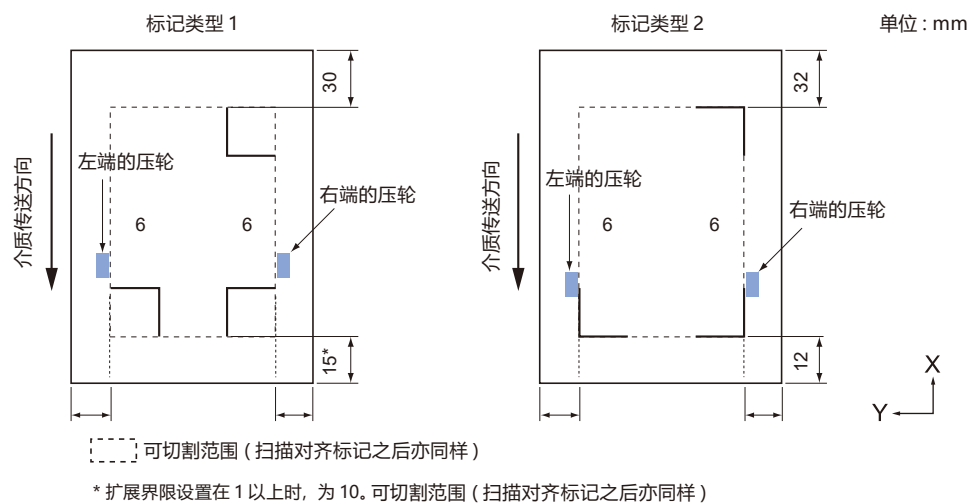 标记类型 1
标记类型 2
单位 : mm
30
32
介质传送方向
左端的压轮
右端的压轮
6
6
介质传送方向
左端的压轮
右端的压轮
6
6
15*
12
X
Y
可切割范围 ( 扫描对齐标记之后亦同样 )
* 扩展界限设置在 1 以上时, 为 10。可切割范围 ( 扫描对齐标记之后亦同样 )